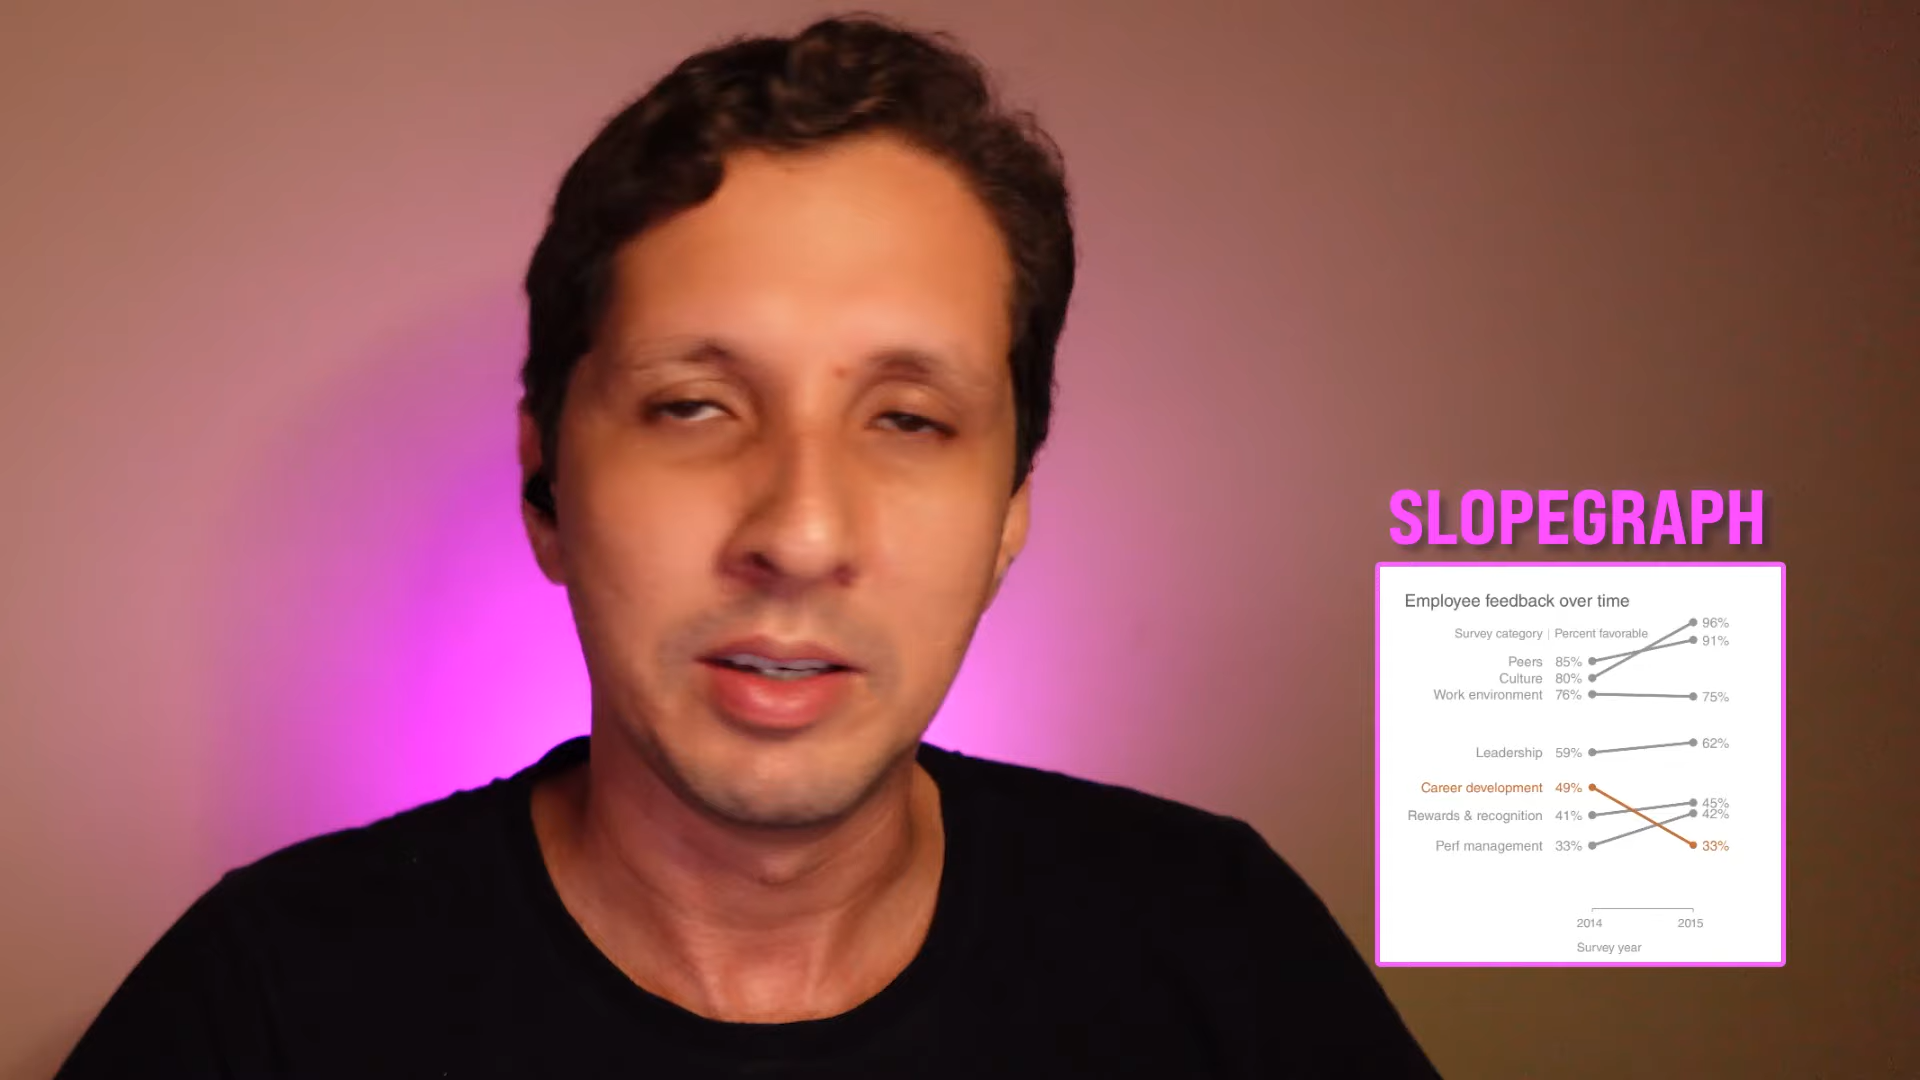 SLOPEGRAPH
Employee feedback over time
96%
Survey category | Percent favorable
91%
Peers 85%
Culture 80%
Work environment 76% 75%
Leadership 59% 62%
Career development 49%
45%
Rewards & recognition 41% 42%
Perf management 33% 33%
2014 2015
Survey year